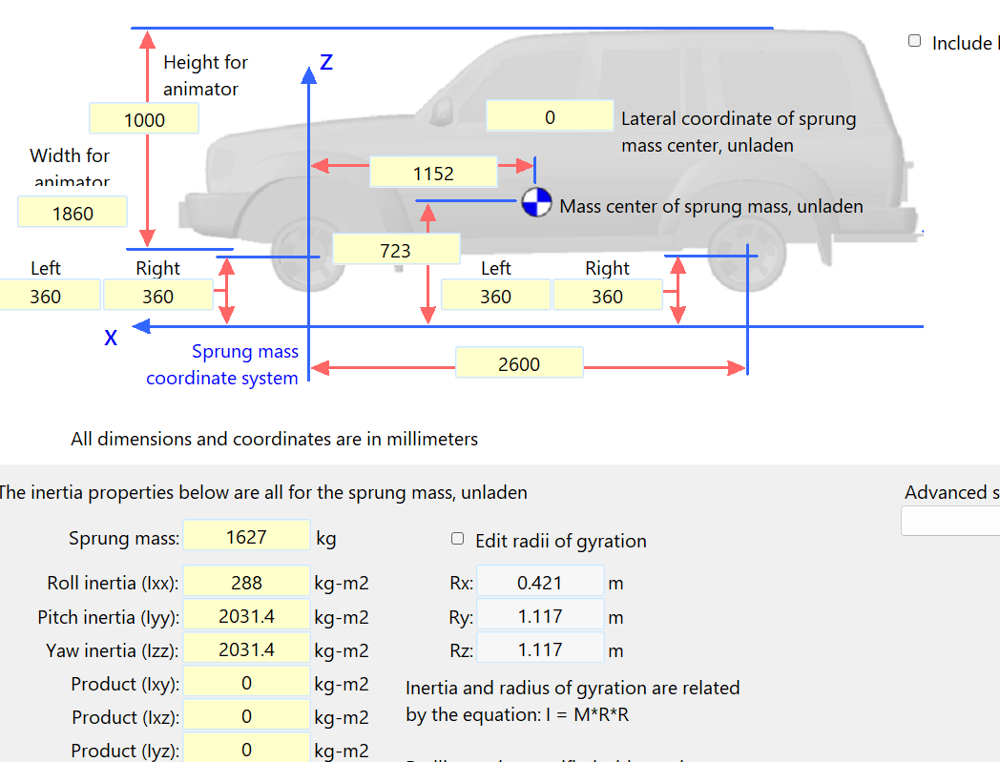 Include
Z
Height for
animator
1000
0
Lateral coordinate of sprung
mass center, unladen
Width for
animator
1152
1860
Mass center of sprung mass, unladen
723
Left
Right
Left
Right
360
360
360
360
X
Sprung mass
coordinate system
2600
All dimensions and coordinates are in millimeters
The inertia properties below are all for the sprung mass, unladen
Advanced s
Sprung mass: 1627 kg
Edit radii of gyration
Roll inertia (Ixx): 288 kg-m2
Rx: 0.421 m
Pitch inertia (Iyy): 2031.4 kg-m2
Ry: 1.117 m
Yaw inertia (Izz): 2031.4 kg-m2
Rz: 1.117 m
Product (Ixy): 0 kg-m2
Inertia and radius of gyration are related
by the equation: I = M*R*R
Product (Ixz): 0 kg-m2
Product (Iyz): 0 kg-m2